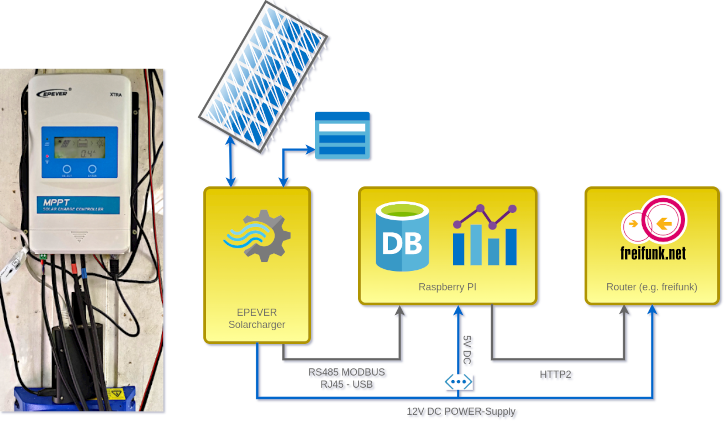 EPEVER
XTRA
MPPT
SOLAR CHARGE CONTROLLER
DB
freifunk.net
EPEVER
Solarcharger
Raspberry PI
Router (e.g. freifunk)
5V DC
RS485 MODBUS
RJ45 - USB
HTTP2
12V DC POWER-Supply